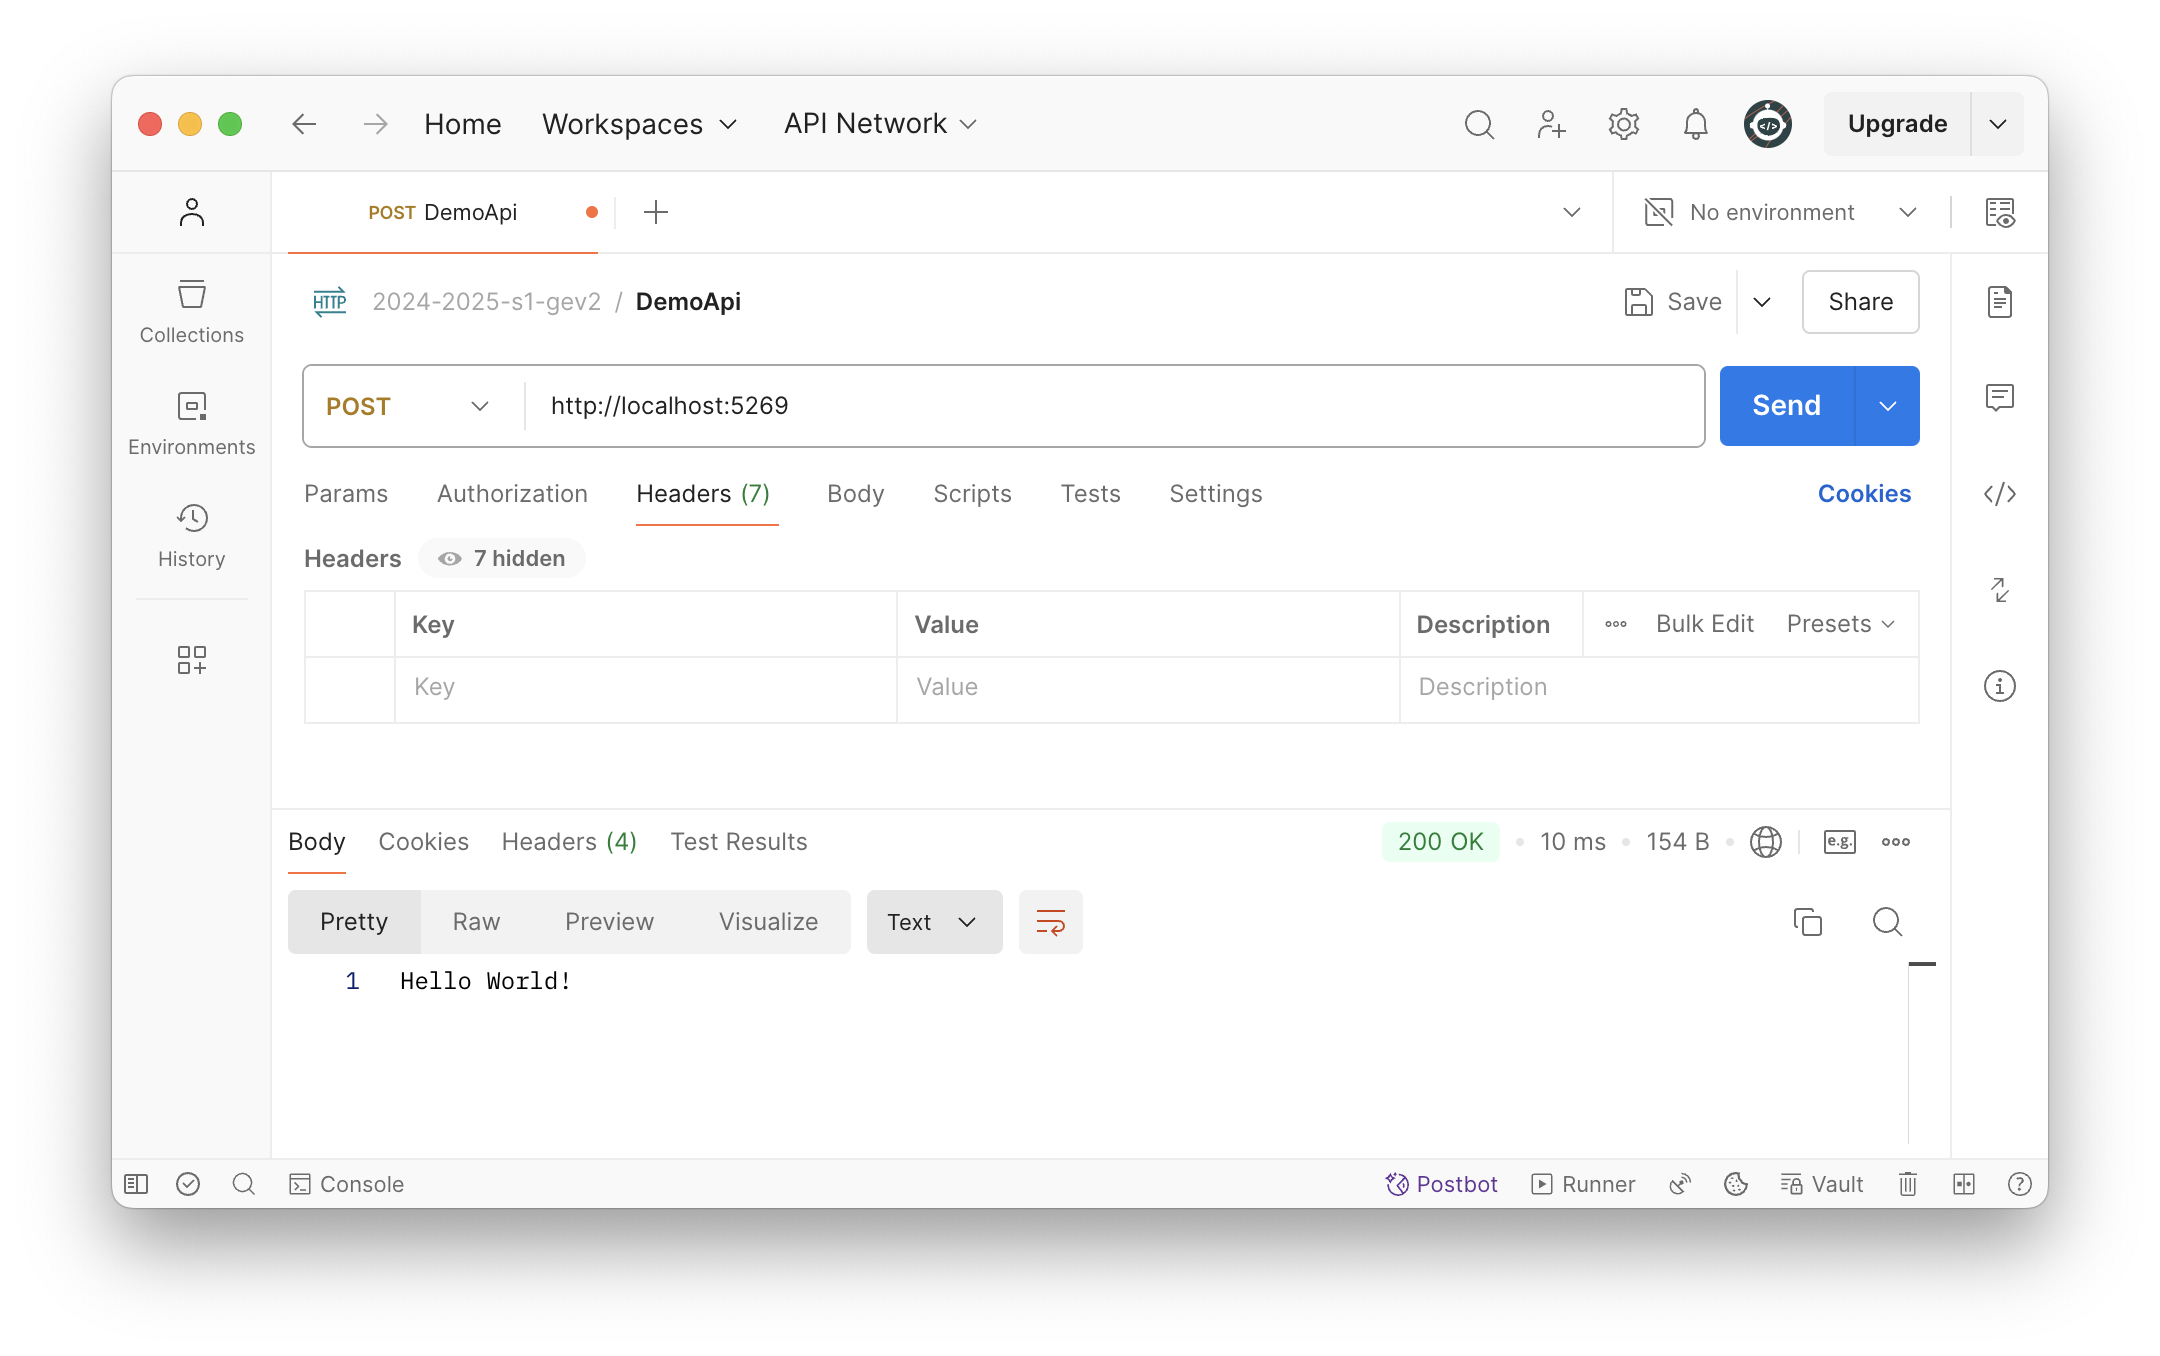 Home Workspaces API Network Upgrade
POST DemoApi No environment
HTTP 2024-2025-s1-gev2 / DemoApi Save Share
Collections
POST http://localhost:5269 Send
Environments
Params Authorization Headers (7) Body Scripts Tests Settings Cookies
History
Headers 7 hidden
Key Value Description Bulk Edit Presets
Key Value Description
Body Cookies Headers (4) Test Results 200 OK • 10 ms • 154 B • e.g.
Pretty Raw Preview Visualize Text
1 Hello World!
Console Postbot Runner Vault